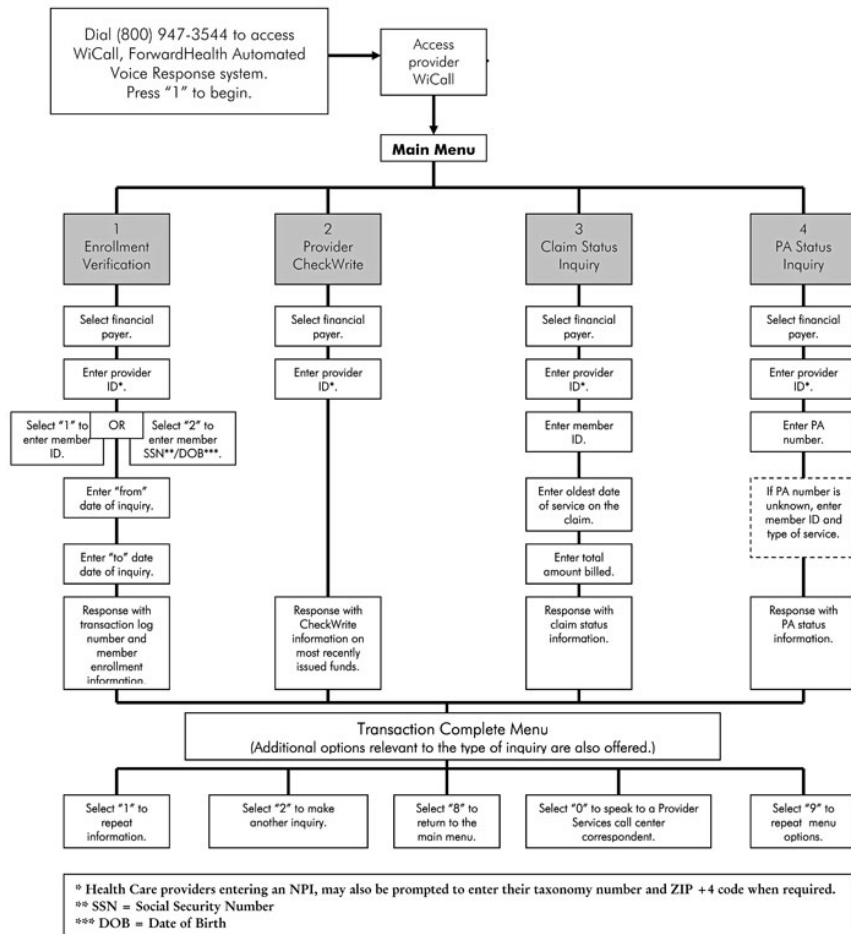 Dial (800) 947-3544 to access
WiCall, ForwardHealth Automated
Voice Response system.
Press “1” to begin.
Access
provider
WiCall
Main Menu
1
Enrollment
Verification
2
Provider
CheckWrite
3
Claim Status
Inquiry
4
PA Status
Inquiry
Select financial
payer.
Select financial
payer.
Select financial
payer.
Select financial
payer.
Enter provider
ID*.
Enter provider
ID*.
Enter provider
ID*.
Enter provider
ID*.
Select “1” to
enter member
ID.
OR
Select “2” to
enter member
SSN**/DOB***.
Enter member
ID.
Enter PA
number.
Enter “from”
date of inquiry.
Enter oldest date
of service on the
claim.
If PA number is
unknown, enter
member ID and
type of service.
Enter “to” date
date of inquiry.
Enter total
amount billed.
Response with
transaction log
number and
member
enrollment
information.
Response with
CheckWrite
information on
most recently
issued funds.
Response with
claim status
information.
Response with
PA status
information.
Transaction Complete Menu
(Additional options relevant to the type of inquiry are also offered.)
Select “1” to
repeat
information.
Select “2” to make
another inquiry.
Select “8” to
return to the
main menu.
Select “0” to speak to a Provider
Services call center
correspondent.
Select “9” to
repeat menu
options.
* Health Care providers entering an NPI, may also be prompted to enter their taxonomy number and ZIP +4 code when required.
** SSN = Social Security Number
*** DOB = Date of Birth